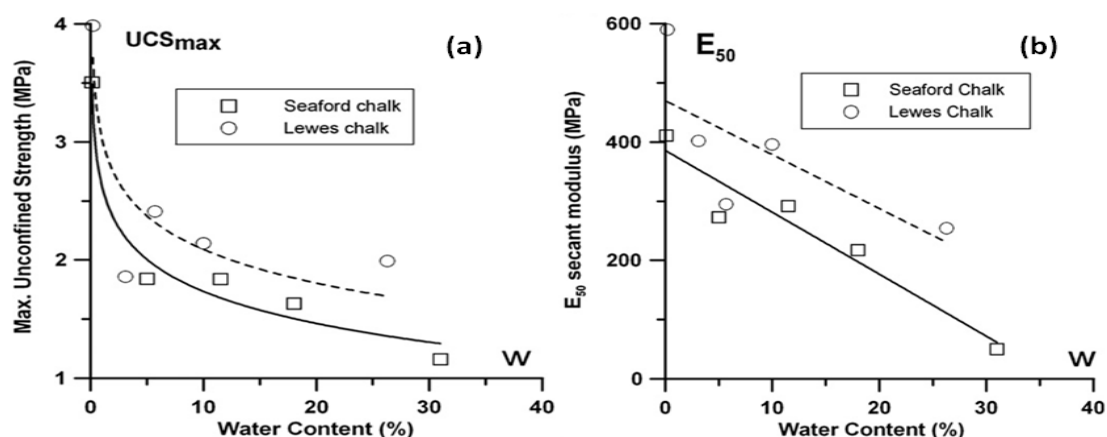 UCSmax
(a)
Seaford chalk
Lewes chalk
Max. Unconfined Strength (MPa)
4
3
2
1
W
0
10
20
30
40
Water Content (%)
E50
(b)
Seaford Chalk
Lewes Chalk
E50 secant modulus (MPa)
600
400
200
0
W
0
10
20
30
40
Water Content (%)